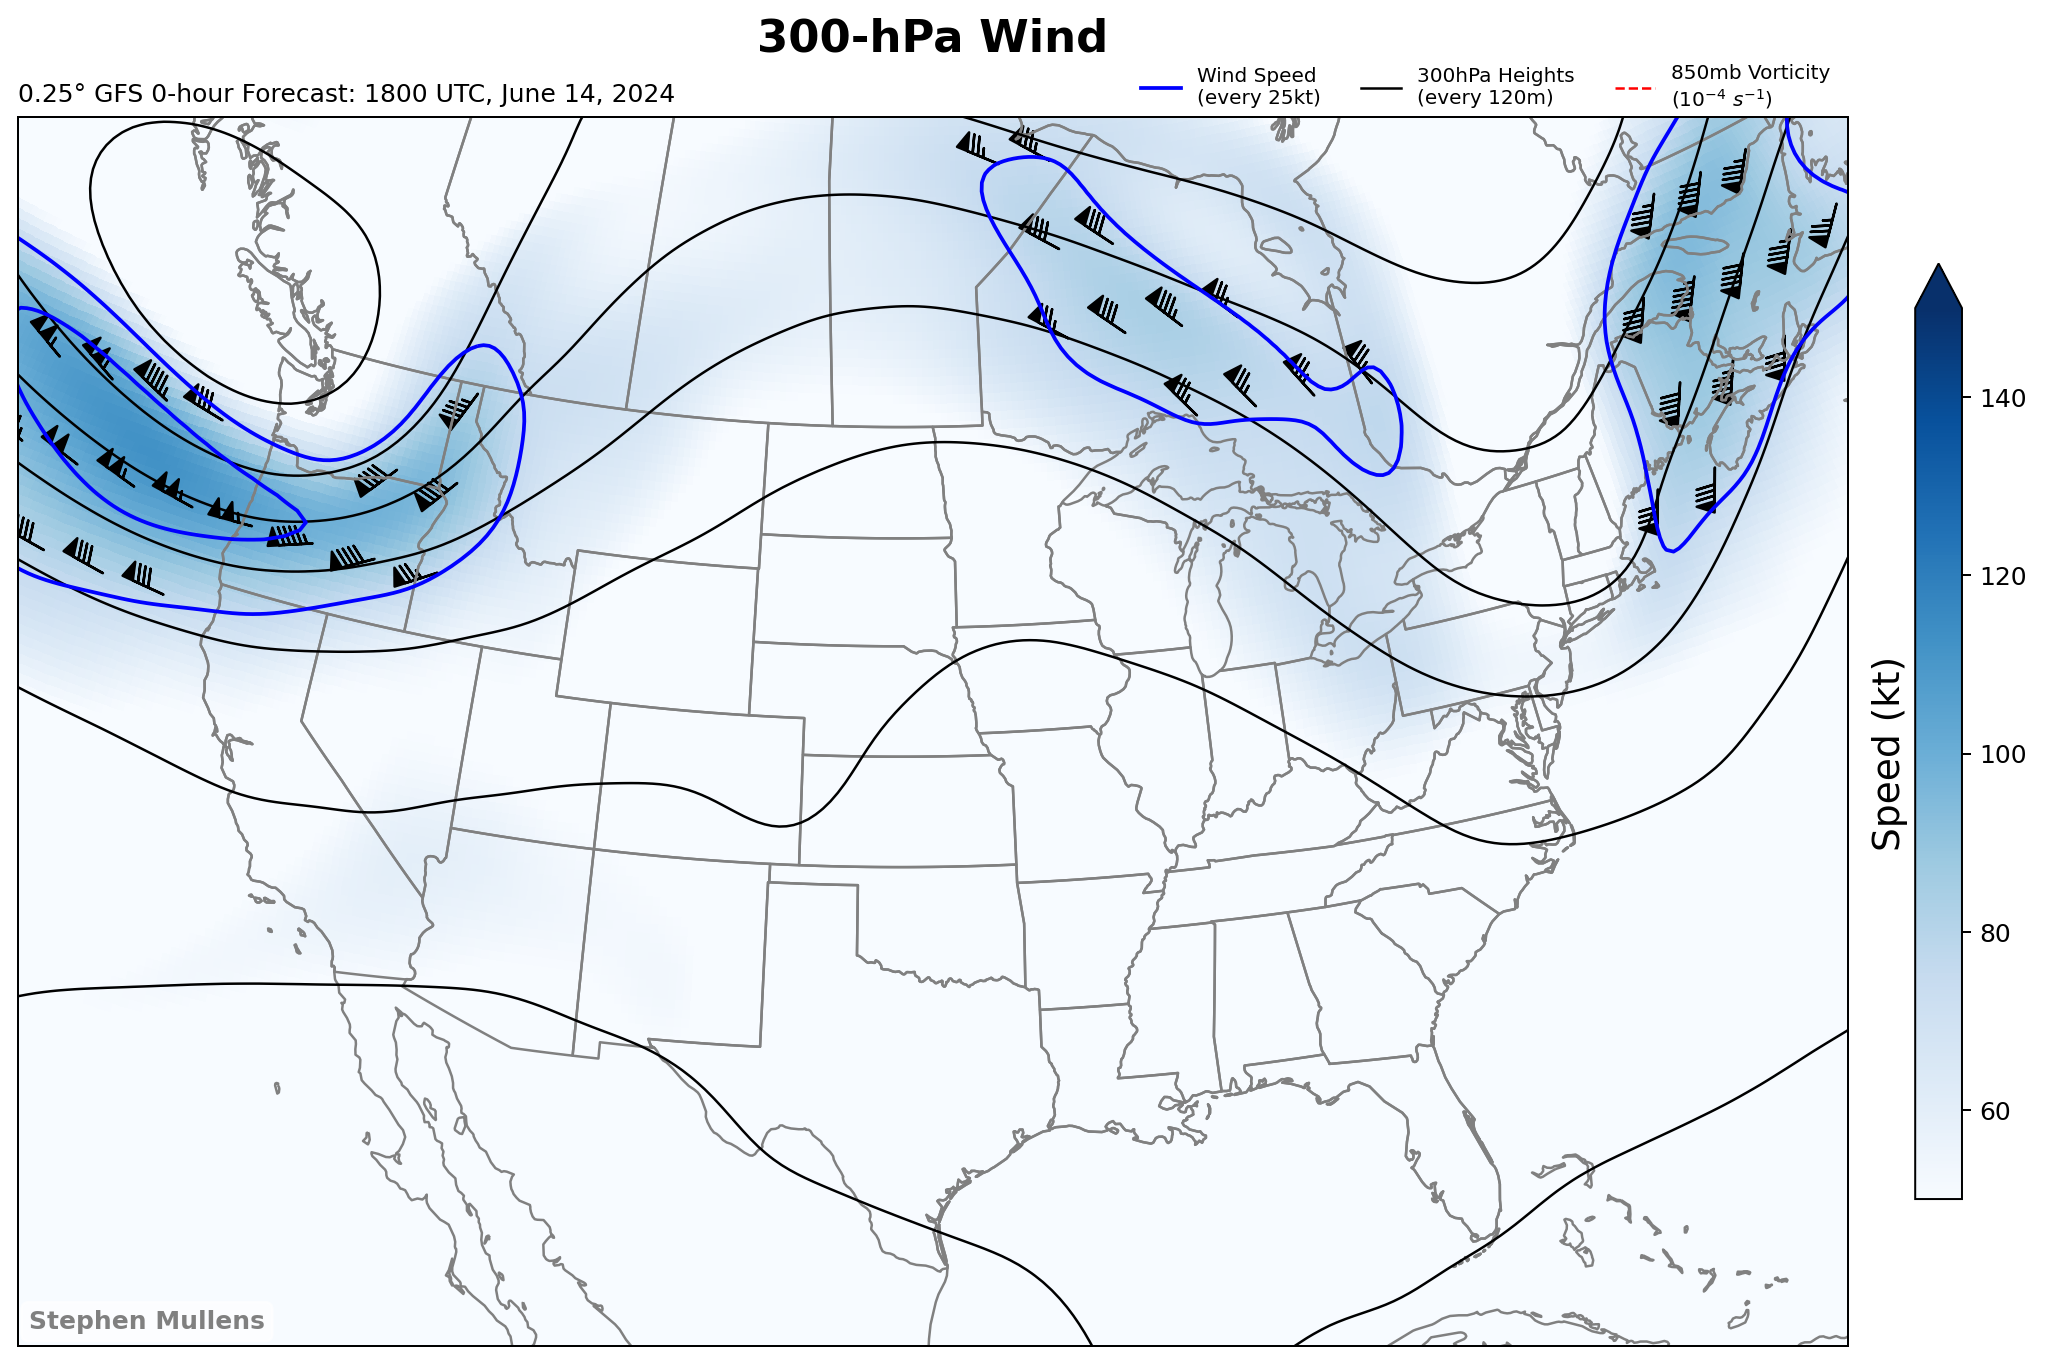 300-hPa Wind
0.25° GFS 0-hour Forecast: 1800 UTC, June 14, 2024
Wind Speed
(every 25kt)
300hPa Heights
(every 120m)
850mb Vorticity
(10⁻⁴ s⁻¹)
140
120
100
80
60
Speed (kt)
Stephen Mullens